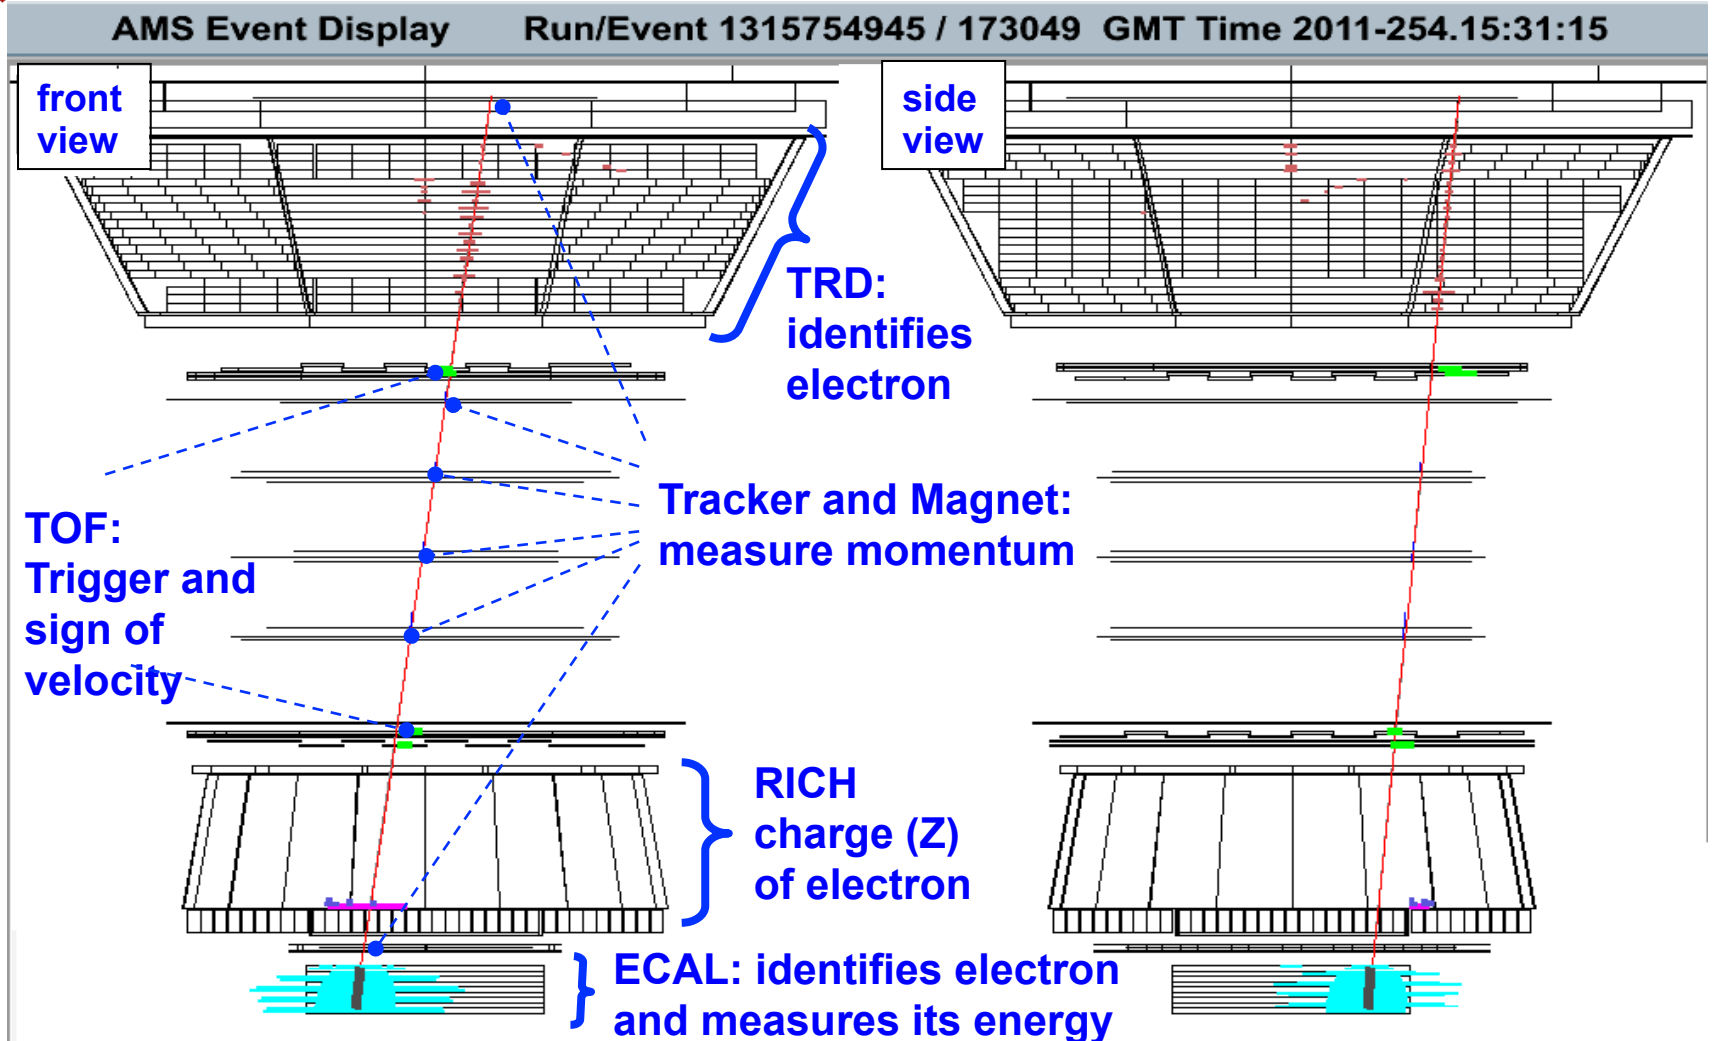 AMS Event Display Run/Event 1315754945 / 173049 GMT Time 2011-254.15:31:15
front
view
side
view
TRD:
identifies
electron
Tracker and Magnet:
measure momentum
TOF:
Trigger and
sign of
velocity
RICH
charge (Z)
of electron
ECAL: identifies electron
and measures its energy